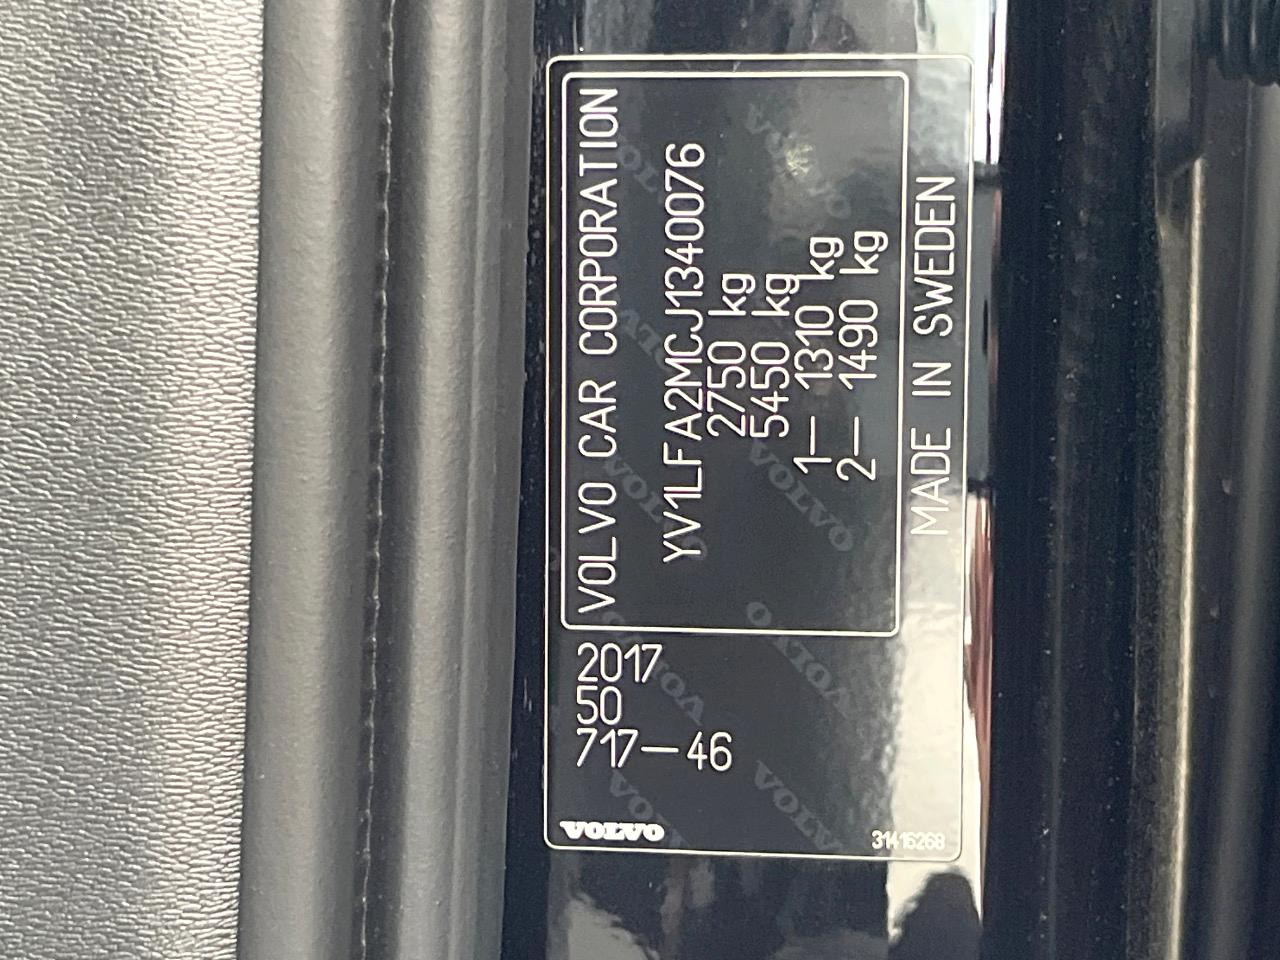 VOLVO CAR CORPORATION
YV1LFA2MCJ1340076
2750 kg
5450 kg
1— 1310 kg
2— 1490 kg
MADE IN SWEDEN
2017
50
717—46
VOLVO
31416268